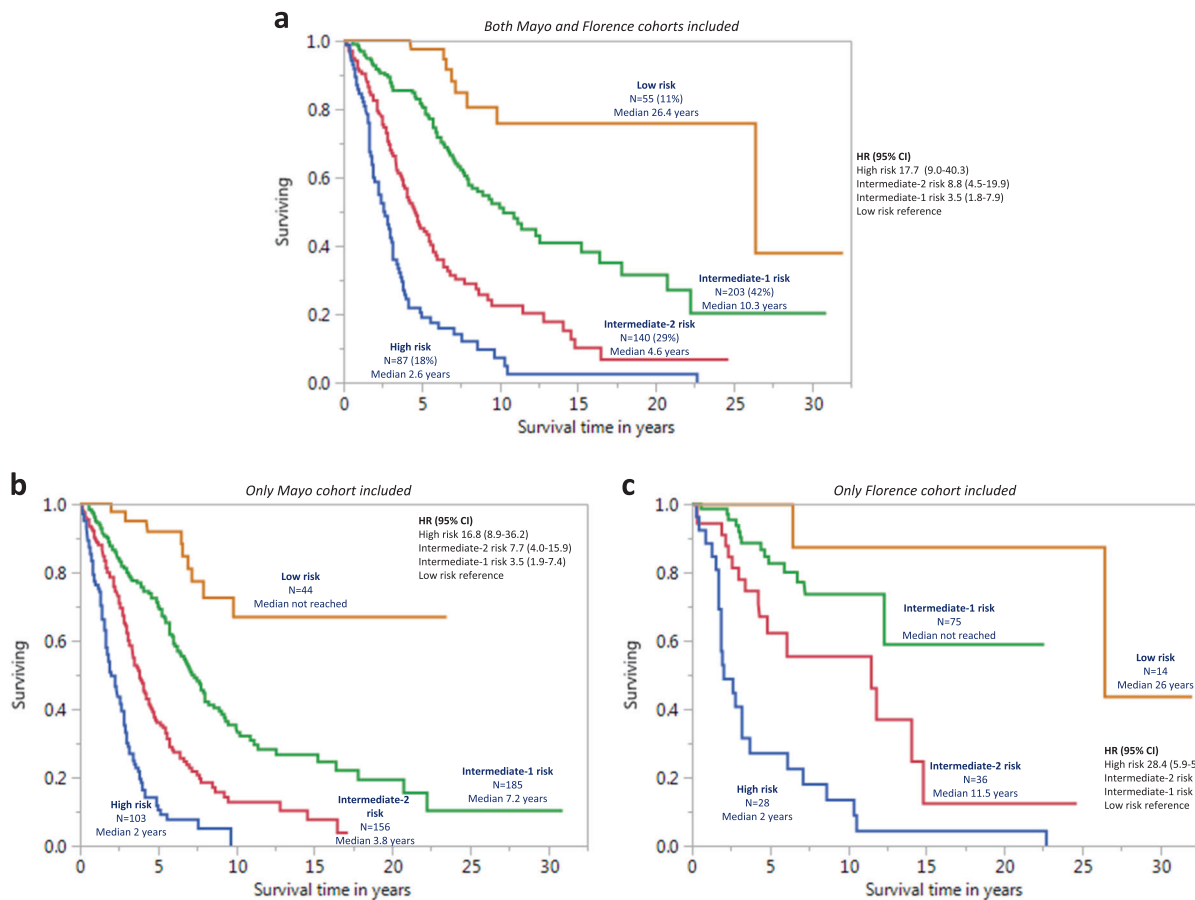 a
Both Mayo and Florence cohorts included
1.0
0.8
0.6
0.4
0.2
0.0
Surviving
Low risk
N=55 (11%)
Median 26.4 years
Intermediate-1 risk
N=203 (42%)
Median 10.3 years
Intermediate-2 risk
N=140 (29%)
Median 4.6 years
High risk
N=87 (18%)
Median 2.6 years
0 5 10 15 20 25 30
Survival time in years
HR (95% CI)
High risk 17.7 (9.0-40.3)
Intermediate-2 risk 8.8 (4.5-19.9)
Intermediate-1 risk 3.5 (1.8-7.9)
Low risk reference
b
Only Mayo cohort included
1.0
0.8
0.6
0.4
0.2
0.0
Surviving
HR (95% CI)
High risk 16.8 (8.9-36.2)
Intermediate-2 risk 7.7 (4.0-15.9)
Intermediate-1 risk 3.5 (1.9-7.4)
Low risk reference
Low risk
N=44
Median not reached
Intermediate-1 risk
N=185
Median 7.2 years
Intermediate-2
risk
N=156
Median 3.8 years
High risk
N=103
Median 2 years
0 5 10 15 20 25 30
Survival time in years
c
Only Florence cohort included
1.0
0.8
0.6
0.4
0.2
0.0
Surviving
Intermediate-1 risk
N=75
Median not reached
Low risk
N=14
Median 26 years
HR (95% CI)
High risk 28.4 (5.9-5
Intermediate-2 risk
Intermediate-1 risk
Low risk reference
Intermediate-2 risk
N=36
Median 11.5 years
High risk
N=28
Median 2 years
0 5 10 15 20 25 30
Survival time in years